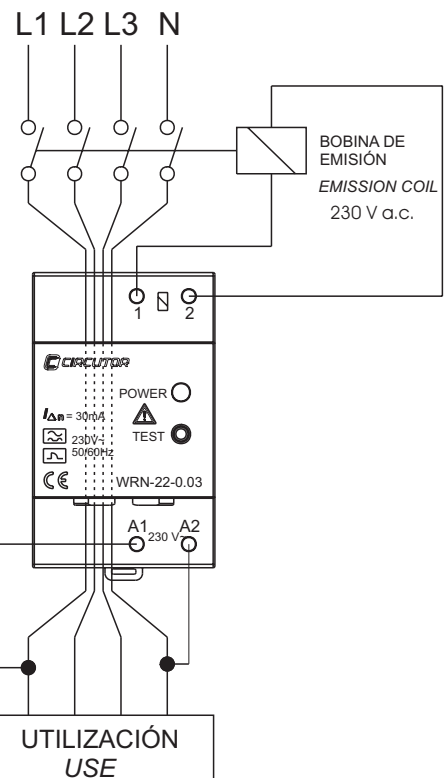 L1 L2 L3 N
BOBINA DE
EMISIÓN
EMISSION COIL
230 V a.c.
1 2
CIRCUTOR
POWER
IΔn = 30mA
TEST
230V~
50/60Hz
CE
WRN-22-0.03
A1 230 V~ A2
UTILIZACIÓN
USE